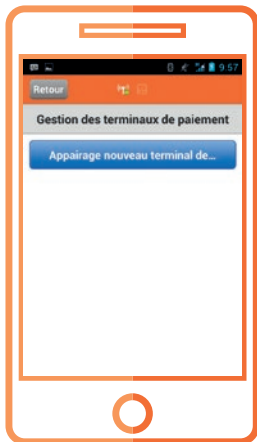 9:57
Retour
Gestion des terminaux de paiement
Appairage nouveau terminal de...